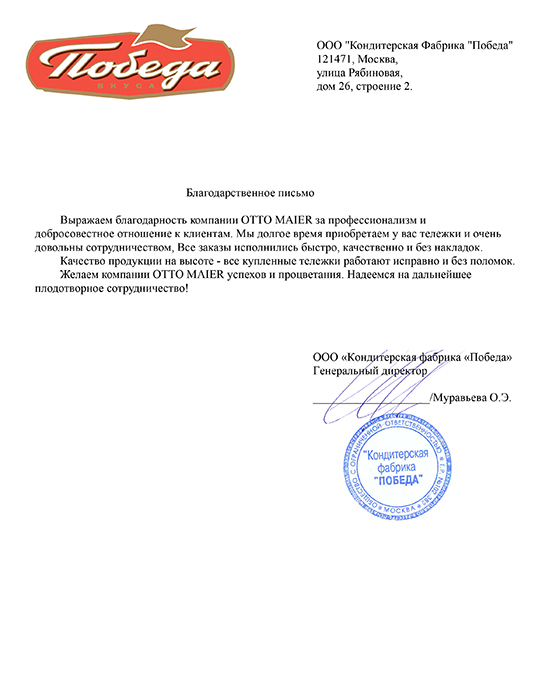 Победа
ВКУСА
ООО "Кондитерская Фабрика "Победа"
121471, Москва,
улица Рябиновая,
дом 26, строение 2.
Благодарственное письмо
Выражаем благодарность компании OTTO MAIER за профессионализм и
добросовестное отношение к клиентам. Мы долгое время приобретаем у вас тележки и очень
довольны сотрудничеством, Все заказы исполнились быстро, качественно и без накладок.
Качество продукции на высоте - все купленные тележки работают исправно и без поломок.
Желаем компании OTTO MAIER успехов и процветания. Надеемся на дальнейшее
плодотворное сотрудничество!
ООО «Кондитерская фабрика «Победа»
Генеральный директор
/Муравьева О.Э.
ОБЩЕСТВО С ОГРАНИЧЕННОЙ ОТВЕТСТВЕННОСТЬЮ
"Кондитерская
фабрика
"ПОБЕДА"
МОСКВА